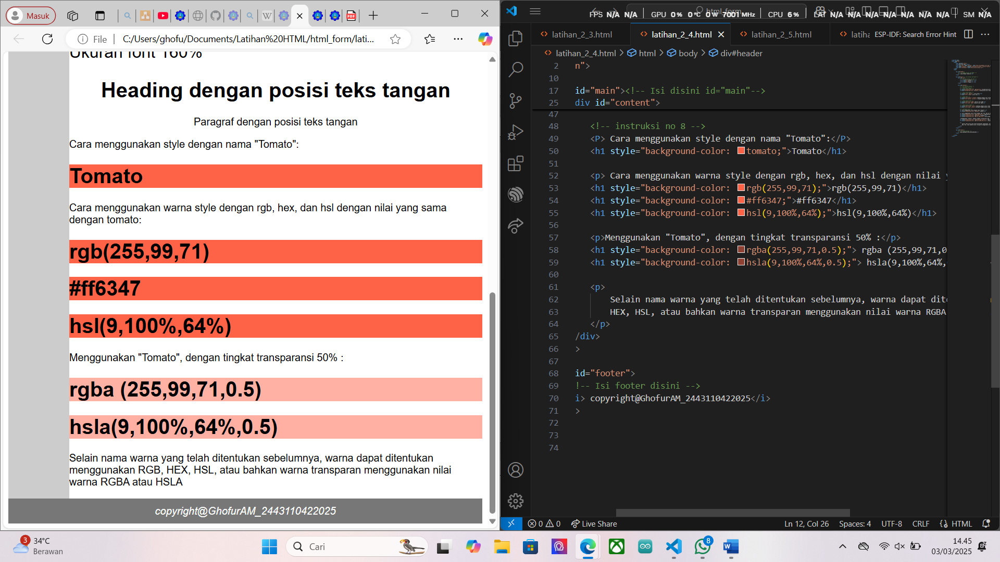 Masuk
File
C:/Users/ghofu/Documents/Latihan%20HTML/html_form/lati...
Ukuran font 160%
Heading dengan posisi teks tangan
Paragraf dengan posisi teks tangan
Cara menggunakan style dengan nama "Tomato":
Tomato
Cara menggunakan warna style dengan rgb, hex, dan hsl dengan nilai yang sama
dengan tomato:
rgb(255,99,71)
#ff6347
hsl(9,100%,64%)
Menggunakan "Tomato", dengan tingkat transparansi 50% :
rgba (255,99,71,0.5)
hsla(9,100%,64%,0.5)
Selain nama warna yang telah ditentukan sebelumnya, warna dapat ditentukan
menggunakan RGB, HEX, HSL, atau bahkan warna transparan menggunakan nilai
warna RGBA atau HSLA
copyright@GhofurAM_2443110422025
html_form
FPS N/A N/A | GPU 0% 0°C 0W 7001 MHz | CPU 6% | LAT N/A N/A N/A N/A N/A N/A N/A | SM N/A
latihan_2_3.html
latihan_2_4.html
latihan_2_5.html
latiha
ESP-IDF: Search Error Hint
latihan_2_4.html > html > body > div#header
2 n">
10
17 id="main"><!-- Isi disini id="main"-->
25 div id="content">
47
48 <!-- instruksi no 8 -->
49 <P> Cara menggunakan style dengan nama "Tomato":</P>
50 <h1 style="background-color: tomato;">Tomato</h1>
51
52 <p> Cara menggunakan warna style dengan rgb, hex, dan hsl dengan nilai y
53 <h1 style="background-color: rgb(255,99,71);">rgb(255,99,71)</h1>
54 <h1 style="background-color: #ff6347;">#ff6347</h1>
55 <h1 style="background-color: hsl(9,100%,64%);">hsl(9,100%,64%)</h1>
56
57 <p>Menggunakan "Tomato", dengan tingkat transparansi 50% :</p>
58 <h1 style="background-color: rgba(255,99,71,0.5);"> rgba (255,99,71,0
59 <h1 style="background-color: hsla(9,100%,64%,0.5);"> hsla(9,100%,64%,
60
61 <p>
62 Selain nama warna yang telah ditentukan sebelumnya, warna dapat dit
63 HEX, HSL, atau bahkan warna transparan menggunakan nilai warna RGBA
64 </p>
65 /div>
66 >
67
68 id="footer">
69 !-- Isi footer disini -->
70 i> copyright@GhofurAM_2443110422025</i>
71 >
72
73
74
0 0 Live Share
Ln 12, Col 26 Spaces: 4 UTF-8 CRLF {} HTML
3 34°C
Berawan
Cari
8
14.45
03/03/2025